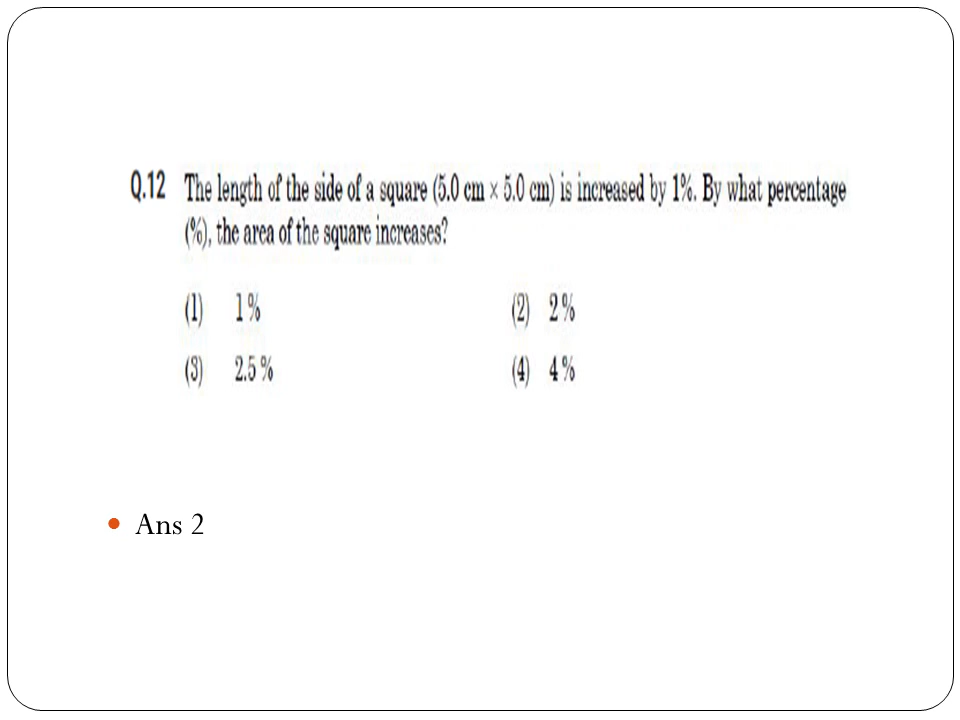 Q.12 The length of the side of a square (5.0 cm × 5.0 cm) is increased by 1%. By what percentage
(%), the area of the square increases?
(1) 1% (2) 2%
(3) 2.5% (4) 4%
• Ans 2